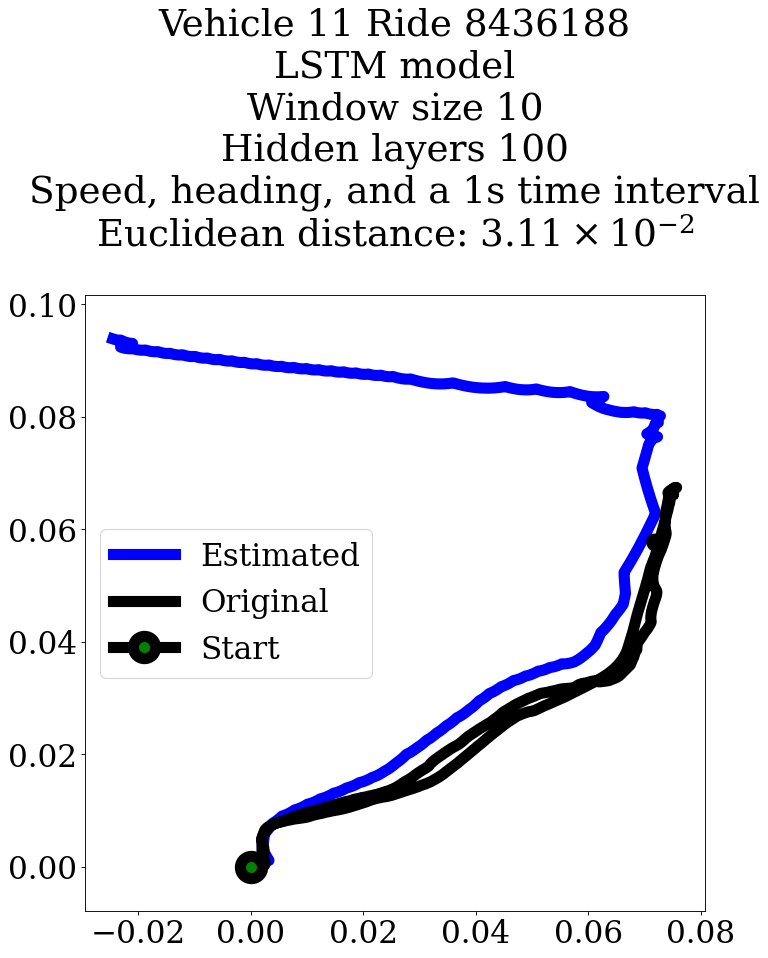 Vehicle 11 Ride 8436188
LSTM model
Window size 10
Hidden layers 100
Speed, heading, and a 1s time interval
Euclidean distance: 3.11 × 10⁻²
0.10
0.08
0.06
0.04
0.02
0.00
Estimated
Original
Start
−0.02 0.00 0.02 0.04 0.06 0.08